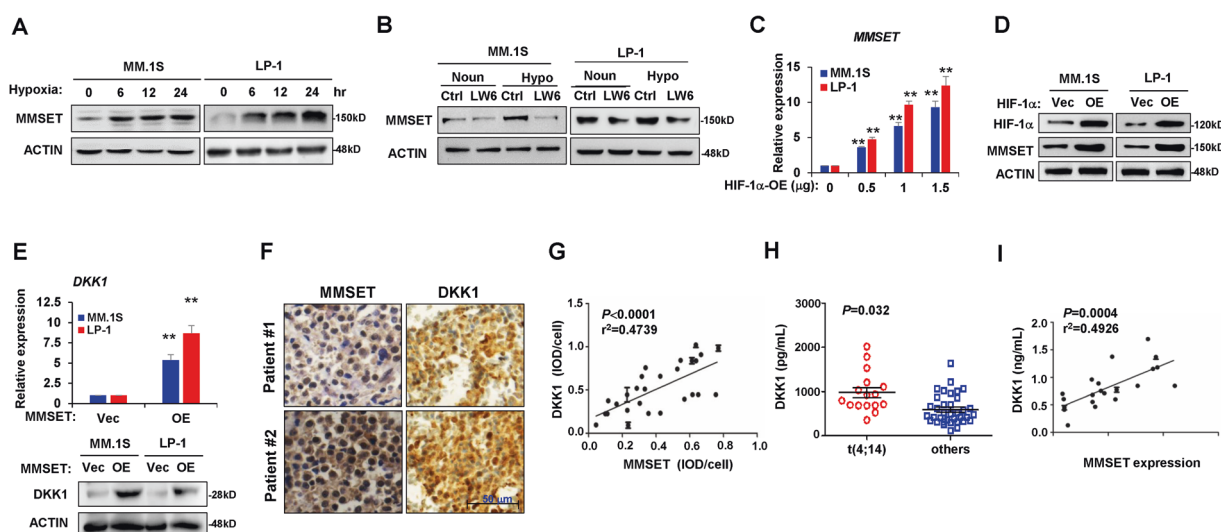 A
MM.1S LP-1
Hypoxia: 0 6 12 24 0 6 12 24 hr
MMSET -150kD
ACTIN -48kD
B
MM.1S LP-1
Noun Hypo Noun Hypo
Ctrl LW6 Ctrl LW6 Ctrl LW6 Ctrl LW6
MMSET -150kD
ACTIN -48kD
C
MMSET
Relative expression
15
10
5
0
MM.1S
LP-1
** ** ** ** ** **
HIF-1α-OE (μg): 0 0.5 1 1.5
D
MM.1S LP-1
HIF-1α: Vec OE Vec OE
HIF-1α -120kD
MMSET -150kD
ACTIN -48kD
E
DKK1
Relative expression
12.5
10
7.5
5
2.5
0
MM.1S
LP-1
** **
MMSET: Vec OE
MM.1S LP-1
MMSET: Vec OE Vec OE
DKK1 -28kD
ACTIN -48kD
F
MMSET DKK1
Patient #1
Patient #2
50 μm
G
P<0.0001
r²=0.4739
DKK1 (IOD/cell)
1.5
1.0
0.5
0.0
0.0 0.2 0.4 0.6 0.8 1.0
MMSET (IOD/cell)
H
P=0.032
DKK1 (pg/mL)
3000
2000
1000
0
t(4;14) others
I
P=0.0004
r²=0.4926
DKK1 (ng/mL)
2.0
1.5
1.0
0.5
0.0
MMSET expression